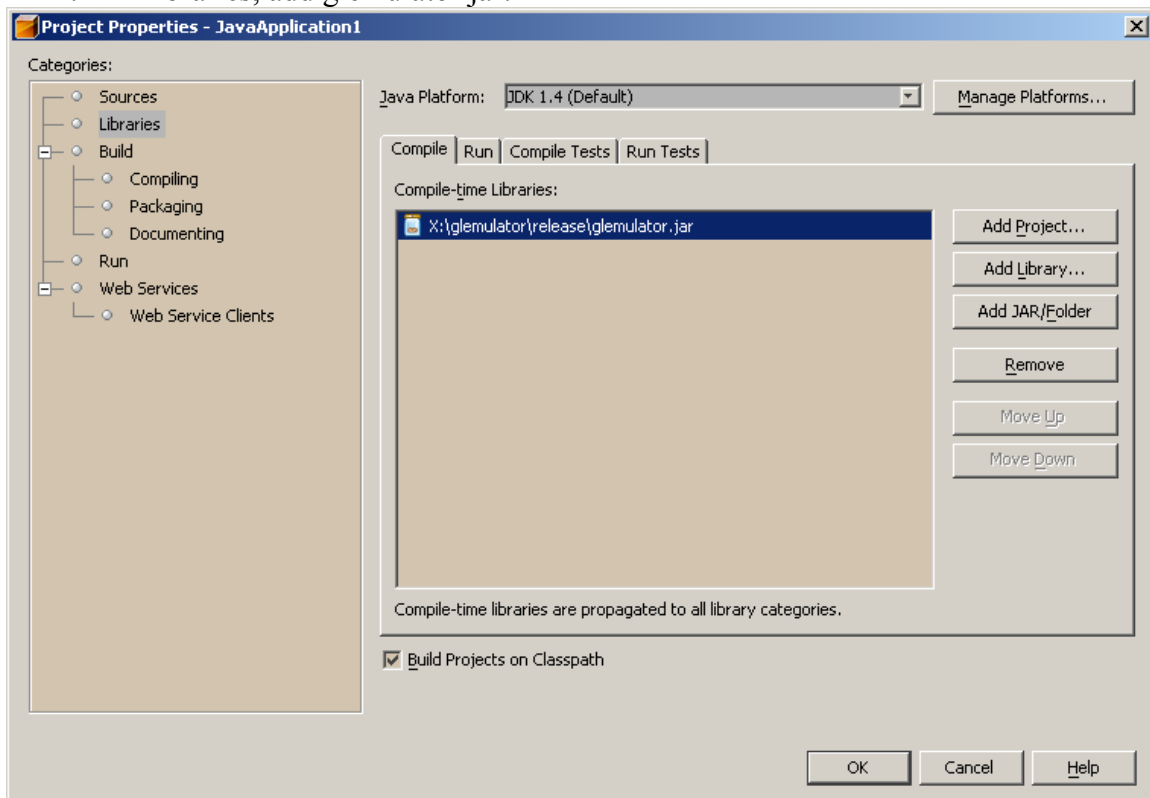 Project Properties - JavaApplication1
Categories:
Sources
Libraries
Build
Compiling
Packaging
Documenting
Run
Web Services
Web Service Clients
Java Platform: JDK 1.4 (Default) Manage Platforms...
Compile Run Compile Tests Run Tests
Compile-time Libraries:
X:\glemulator\release\glemulator.jar
Add Project...
Add Library...
Add JAR/Folder
Remove
Move Up
Move Down
Compile-time libraries are propagated to all library categories.
Build Projects on Classpath
OK Cancel Help